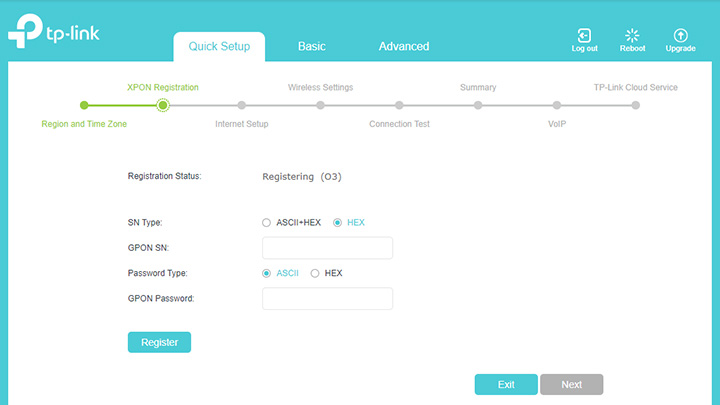 tp-link
Quick Setup
Basic
Advanced
Log out
Reboot
Upgrade
XPON Registration
Wireless Settings
Summary
TP-Link Cloud Service
Region and Time Zone
Internet Setup
Connection Test
VoIP
Registration Status:
Registering (O3)
SN Type:
ASCII+HEX
HEX
GPON SN:
Password Type:
ASCII
HEX
GPON Password:
Register
Exit
Next